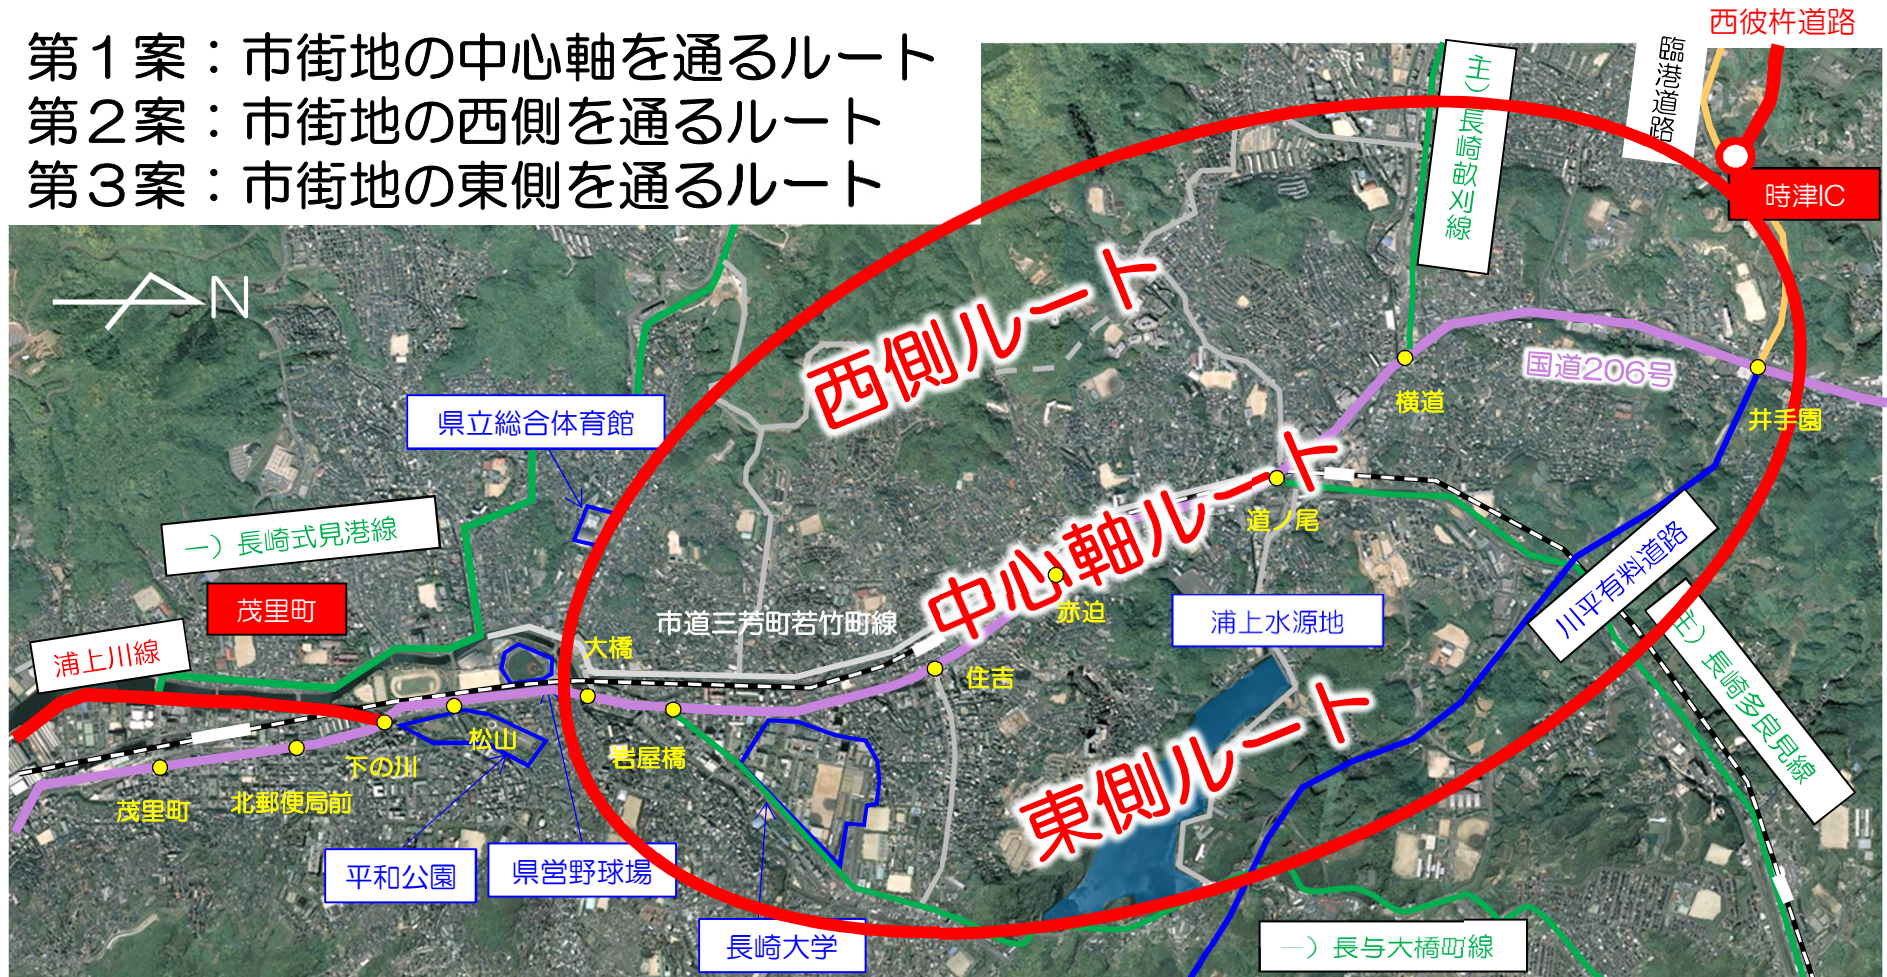 第１案：市街地の中心軸を通るルート
第２案：市街地の西側を通るルート
第３案：市街地の東側を通るルート
西彼杵道路
臨港道路
主）長崎畝刈線
時津IC
N
西側ルート
国道206号
横道
井手園
県立総合体育館
中心軸ルート
道ノ尾
一）長崎式見港線
茂里町
浦上川線
大橋
市道三芳町若竹町線
赤迫
浦上水源地
川平有料道路
住吉
主）長崎多良見線
松山
下の川
岩屋橋
東側ルート
茂里町
北郵便局前
平和公園
県営野球場
長崎大学
一）長与大橋町線